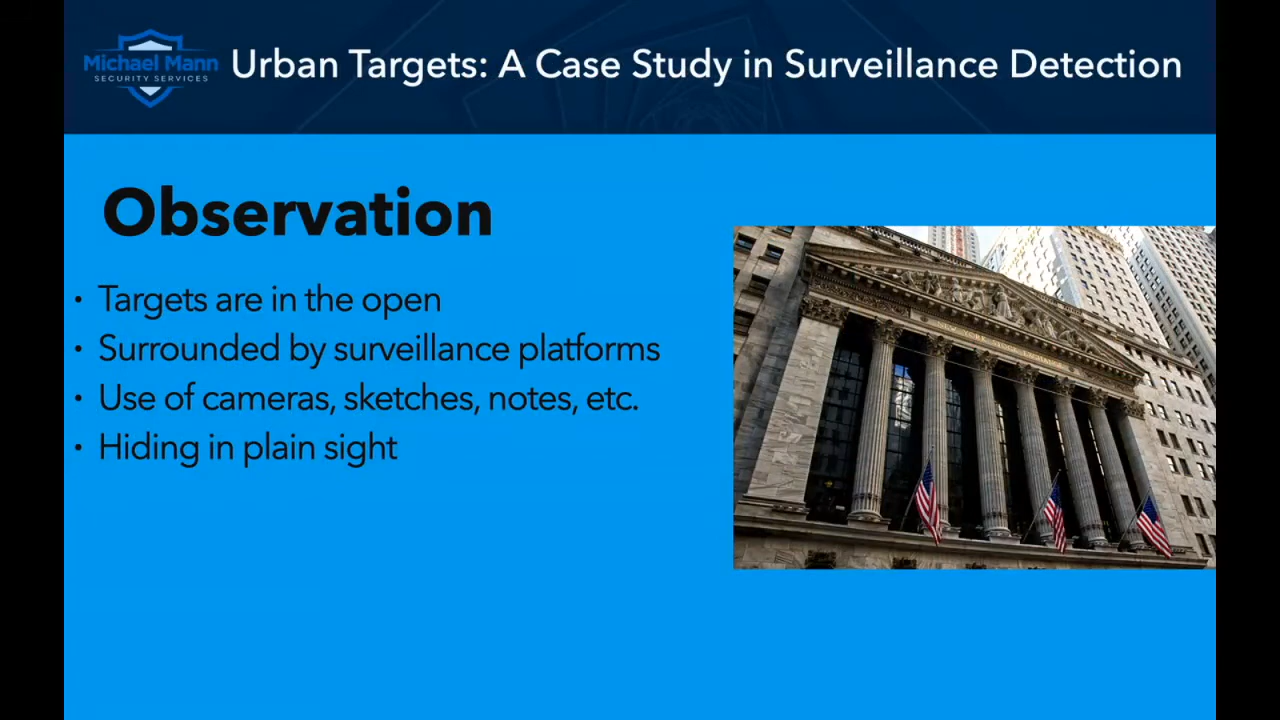 Michael Mann
SECURITY SERVICES
Urban Targets: A Case Study in Surveillance Detection
Observation
• Targets are in the open
• Surrounded by surveillance platforms
• Use of cameras, sketches, notes, etc.
• Hiding in plain sight